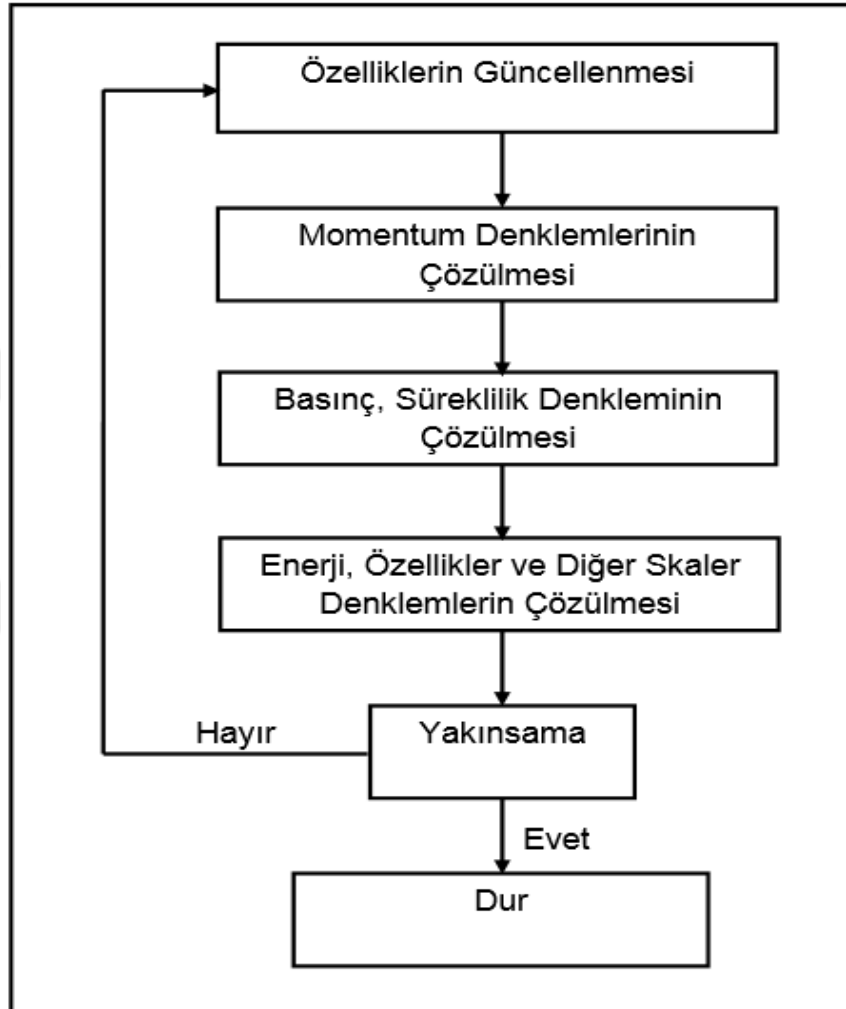 Özelliklerin Güncellenmesi
Momentum Denklemlerinin
Çözülmesi
Basınç, Süreklilik Denkleminin
Çözülmesi
Enerji, Özellikler ve Diğer Skaler
Denklemlerin Çözülmesi
Hayır
Yakınsama
Evet
Dur